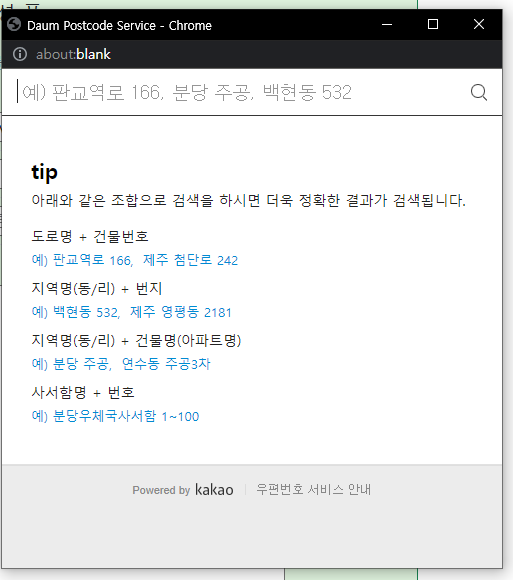 Daum Postcode Service - Chrome
about:blank
예) 판교역로 166, 분당 주공, 백현동 532
tip
아래와 같은 조합으로 검색을 하시면 더욱 정확한 결과가 검색됩니다.
도로명 + 건물번호
예) 판교역로 166, 제주 첨단로 242
지역명(동/리) + 번지
예) 백현동 532, 제주 영평동 2181
지역명(동/리) + 건물명(아파트명)
예) 분당 주공, 연수동 주공3차
사서함명 + 번호
예) 분당우체국사서함 1~100
Powered by kakao 우편번호 서비스 안내